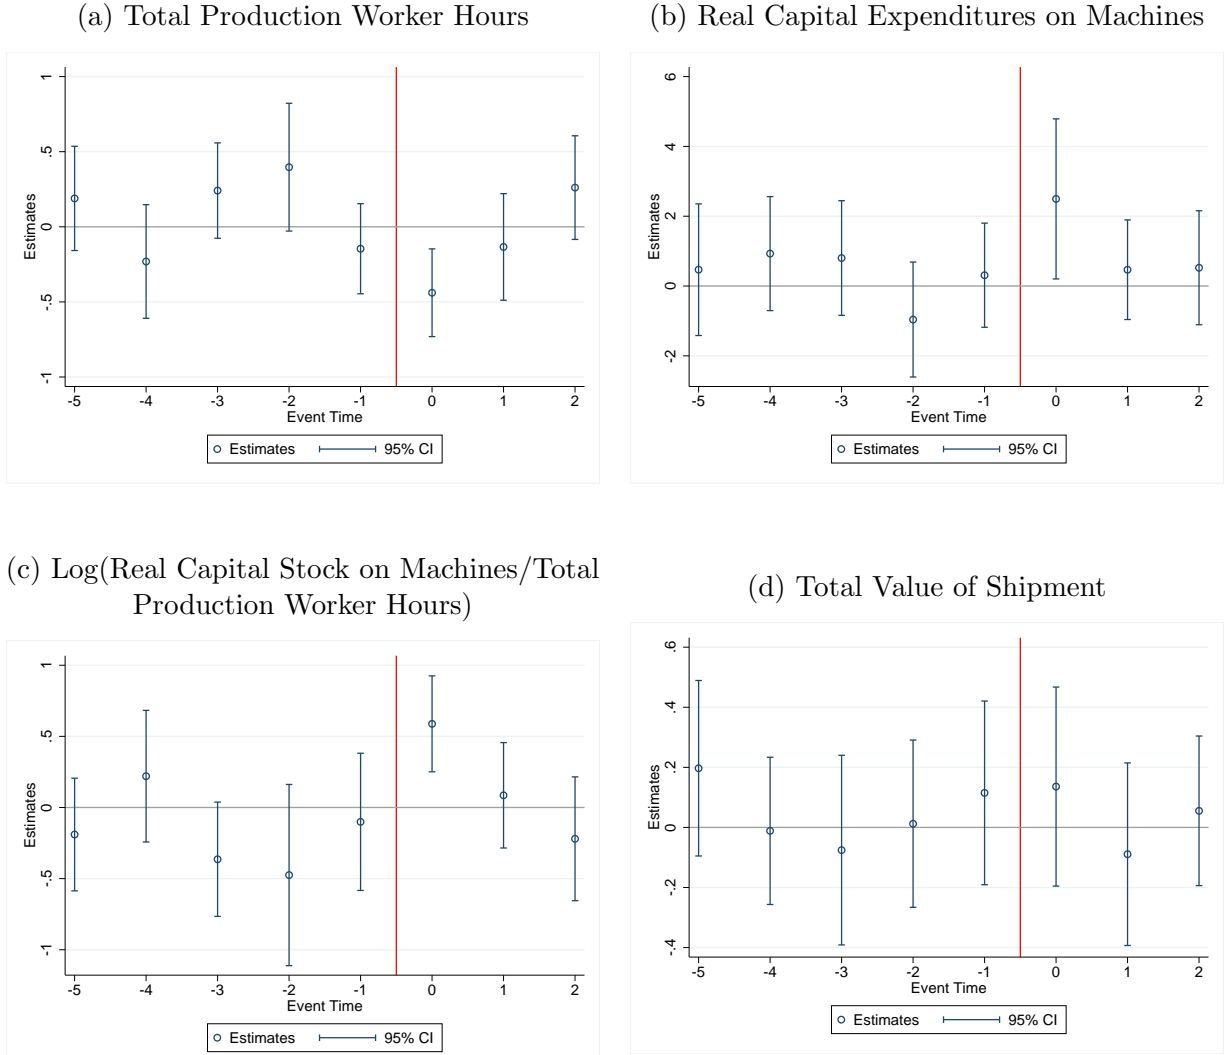 (a) Total Production Worker Hours
Estimates
1
.5
0
-.5
-1
-5 -4 -3 -2 -1 0 1 2
Event Time
Estimates 95% CI
(b) Real Capital Expenditures on Machines
Estimates
6
4
2
0
-2
-5 -4 -3 -2 -1 0 1 2
Event Time
Estimates 95% CI
(c) Log(Real Capital Stock on Machines/Total
Production Worker Hours)
Estimates
1
.5
0
-.5
-1
-5 -4 -3 -2 -1 0 1 2
Event Time
Estimates 95% CI
(d) Total Value of Shipment
Estimates
.6
.4
.2
0
-.2
-.4
-5 -4 -3 -2 -1 0 1 2
Event Time
Estimates 95% CI